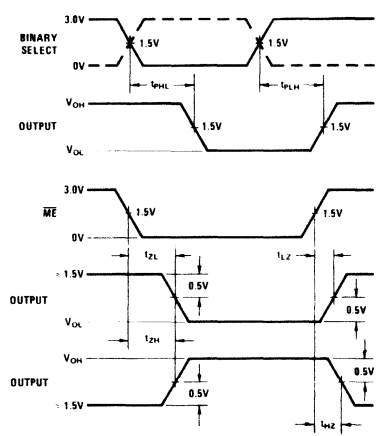 3.0V
BINARY
SELECT
1.5V
1.5V
0V
tPHL
tPLH
VOH
OUTPUT
1.5V
1.5V
VOL
3.0V
ME
1.5V
1.5V
0V
tZL
tLZ
≈ 1.5V
0.5V
OUTPUT
0.5V
VOL
tZH
VOH
0.5V
OUTPUT
0.5V
≈ 1.5V
tHZ